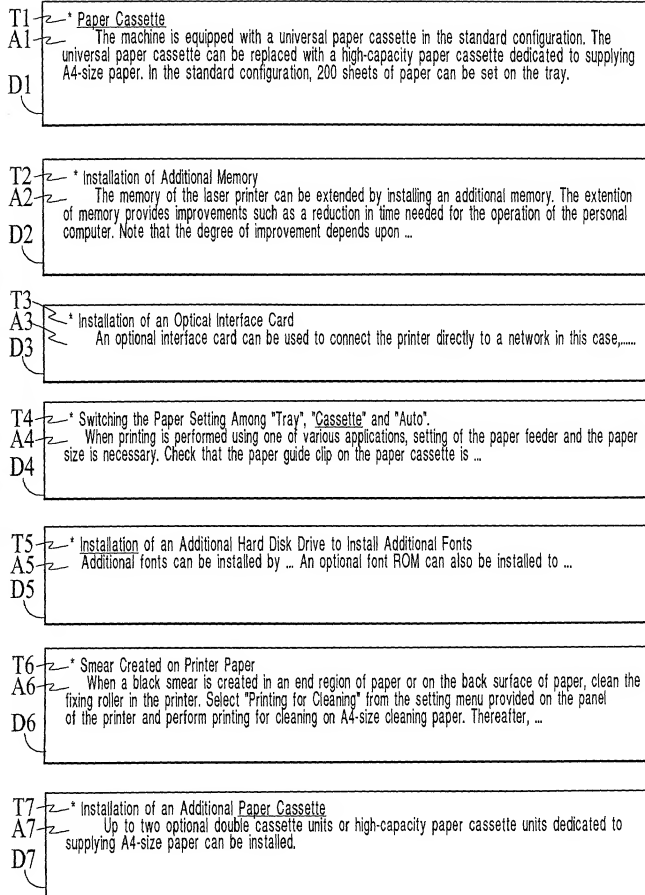 T1 * Paper Cassette
A1 The machine is equipped with a universal paper cassette in the standard configuration. The
universal paper cassette can be replaced with a high-capacity paper cassette dedicated to supplying
D1 A4-size paper. In the standard configuration, 200 sheets of paper can be set on the tray.
T2 * Installation of Additional Memory
A2 The memory of the laser printer can be extended by installing an additional memory. The extention
of memory provides improvements such as a reduction in time needed for the operation of the personal
D2 computer. Note that the degree of improvement depends upon ...
T3 * Installation of an Optical Interface Card
A3 An optional interface card can be used to connect the printer directly to a network in this case,......
D3
T4 * Switching the Paper Setting Among "Tray", "Cassette" and "Auto".
A4 When printing is performed using one of various applications, setting of the paper feeder and the paper
D4 size is necessary. Check that the paper guide clip on the paper cassette is ...
T5 * Installation of an Additional Hard Disk Drive to Install Additional Fonts
A5 Additional fonts can be installed by ... An optional font ROM can also be installed to ...
D5
T6 * Smear Created on Printer Paper
A6 When a black smear is created in an end region of paper or on the back surface of paper, clean the
fixing roller in the printer. Select "Printing for Cleaning" from the setting menu provided on the panel
D6 of the printer and perform printing for cleaning on A4-size cleaning paper. Thereafter, ...
T7 * Installation of an Additional Paper Cassette
A7 Up to two optional double cassette units or high-capacity paper cassette units dedicated to
D7 supplying A4-size paper can be installed.